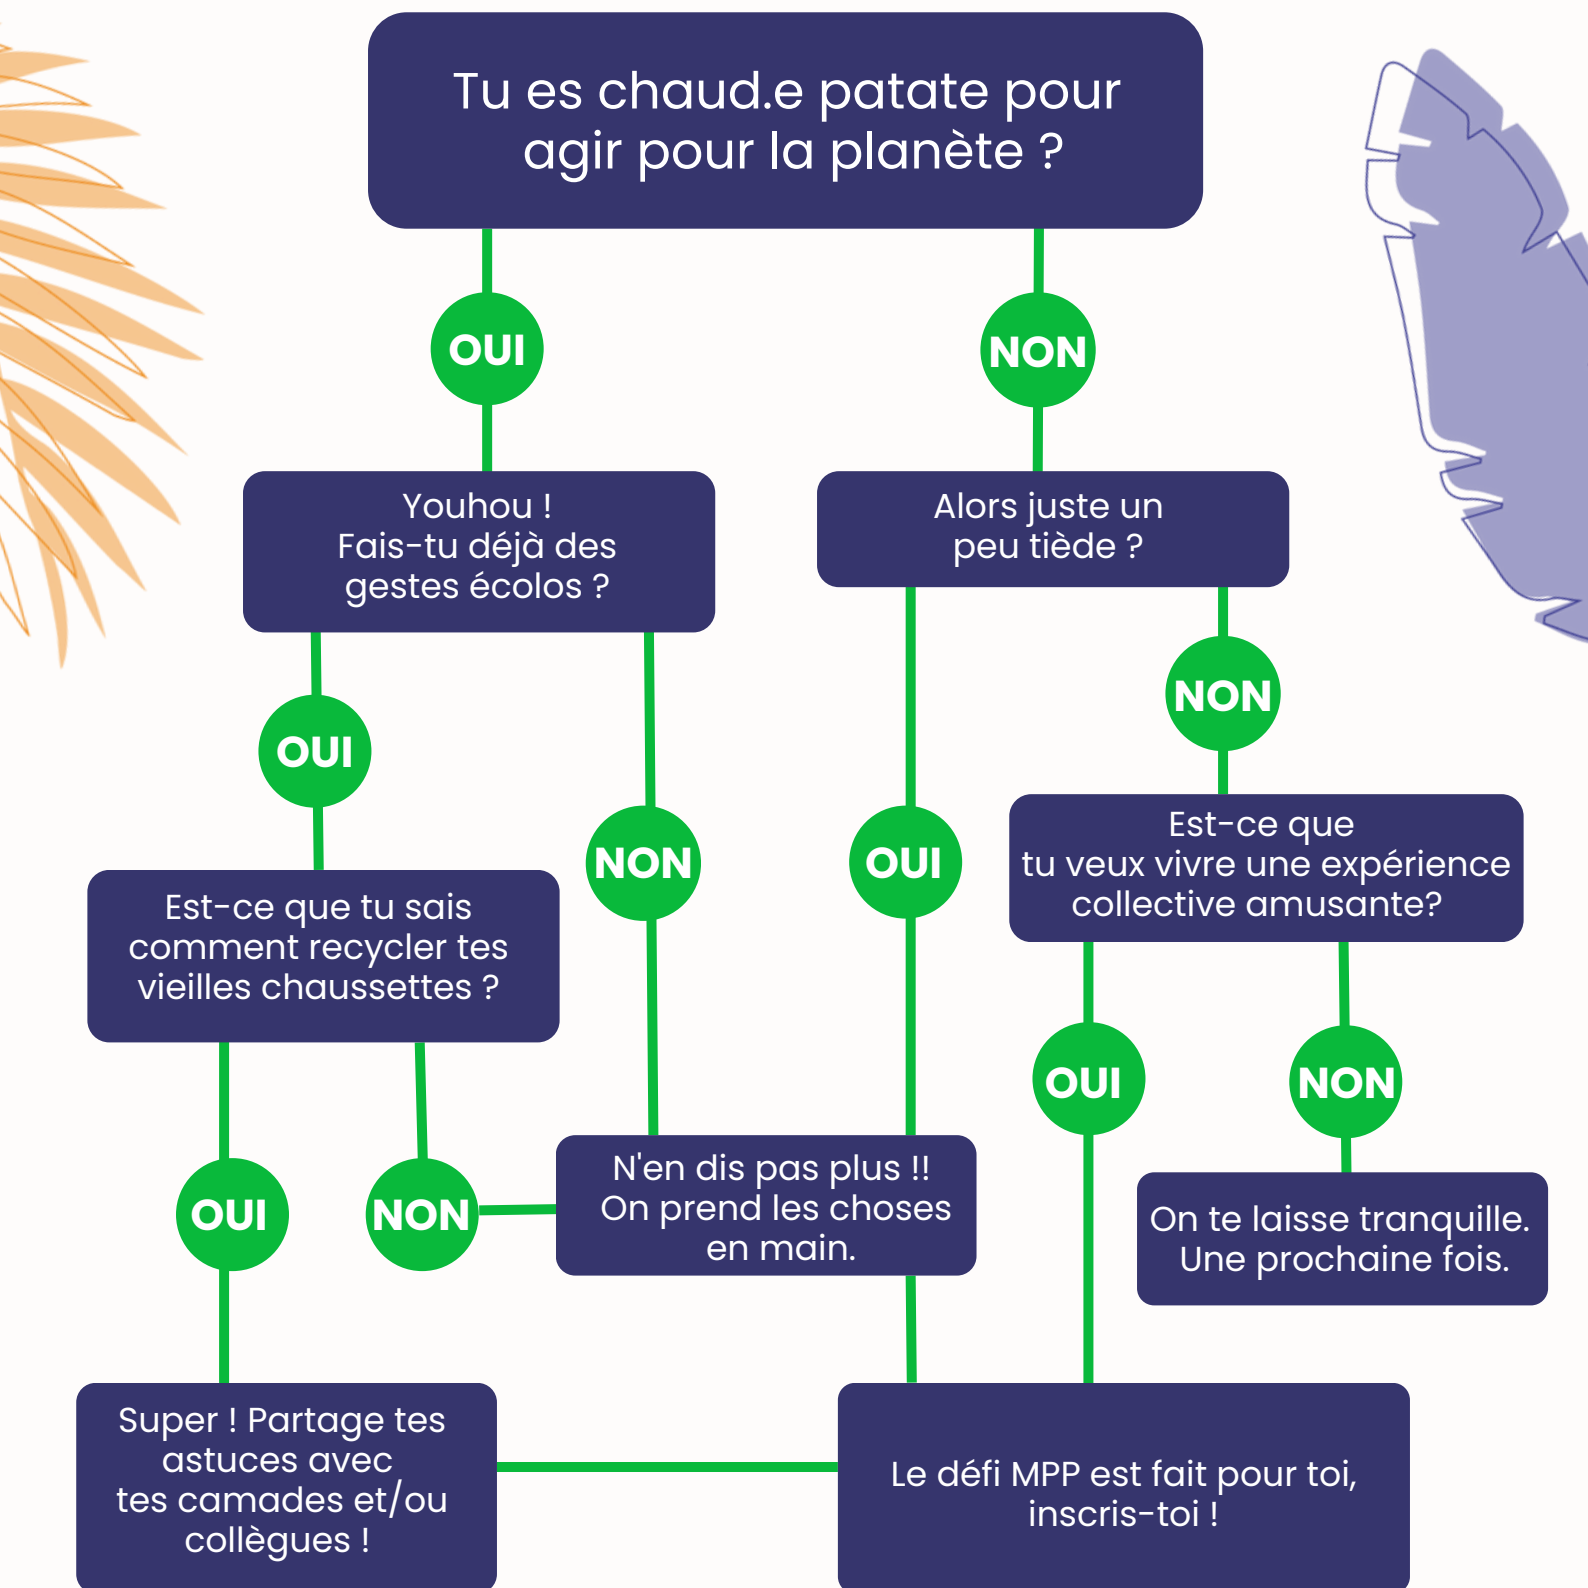 Tu es chaud.e patate pour
agir pour la planète ?
OUI
NON
Youhou !
Fais-tu déjà des
gestes écolos ?
Alors juste un
peu tiède ?
OUI
NON
OUI
NON
Est-ce que
tu veux vivre une expérience
collective amusante?
Est-ce que tu sais
comment recycler tes
vieilles chaussettes ?
OUI
NON
OUI
NON
N'en dis pas plus !!
On prend les choses
en main.
On te laisse tranquille.
Une prochaine fois.
Super ! Partage tes
astuces avec
tes camades et/ou
collègues !
Le défi MPP est fait pour toi,
inscris-toi !